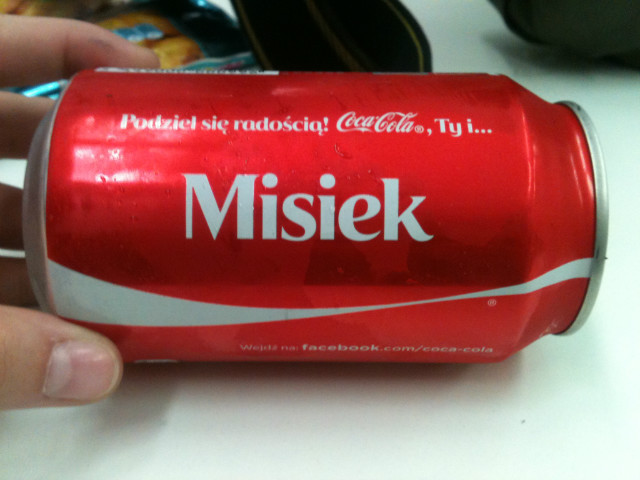 Podziel się radością! Coca-Cola®, Ty i...
Misiek
®
Wejdź na: facebook.com/coca-cola